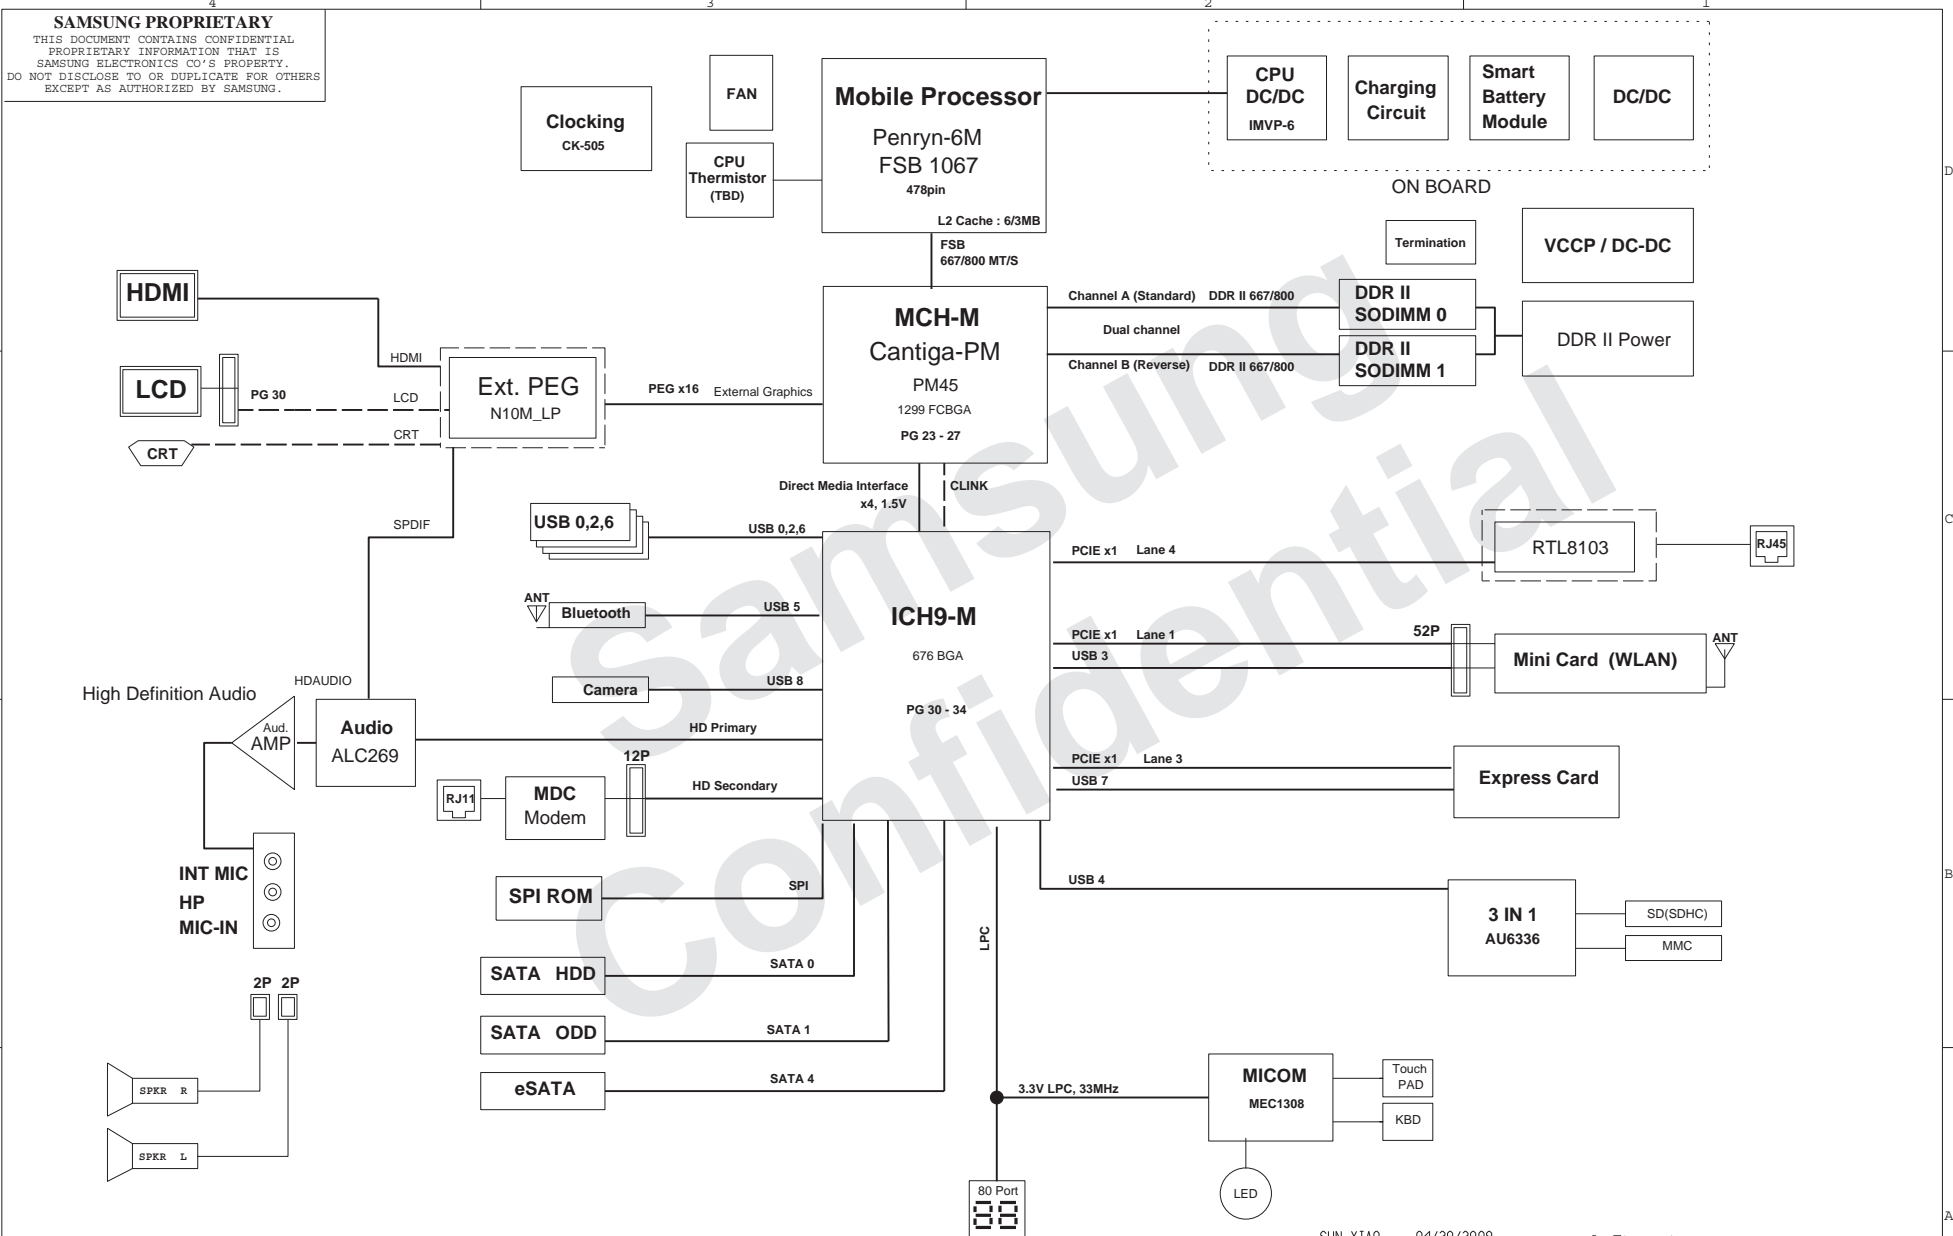 4 3 2 1
SAMSUNG PROPRIETARY
THIS DOCUMENT CONTAINS CONFIDENTIAL
PROPRIETARY INFORMATION THAT IS
SAMSUNG ELECTRONICS CO'S PROPERTY.
DO NOT DISCLOSE TO OR DUPLICATE FOR OTHERS
EXCEPT AS AUTHORIZED BY SAMSUNG.
Clocking
CK-505
FAN
CPU
Thermistor
(TBD)
Mobile Processor
Penryn-6M
FSB 1067
478pin
L2 Cache : 6/3MB
CPU
DC/DC
IMVP-6
Charging
Circuit
Smart
Battery
Module
DC/DC
ON BOARD
D
FSB
667/800 MT/S
Termination
VCCP / DC-DC
HDMI
LCD
PG 30
CRT
HDMI
LCD
CRT
Ext. PEG
N10M_LP
PEG x16 External Graphics
MCH-M
Cantiga-PM
PM45
1299 FCBGA
PG 23 - 27
Channel A (Standard) DDR II 667/800
Dual channel
Channel B (Reverse) DDR II 667/800
DDR II
SODIMM 0
DDR II
SODIMM 1
DDR II Power
Direct Media Interface
x4, 1.5V
CLINK
SPDIF
USB 0,2,6
USB 0,2,6
ANT
Bluetooth
USB 5
Camera
USB 8
ICH9-M
676 BGA
PG 30 - 34
PCIE x1 Lane 4
RTL8103
RJ45
C
PCIE x1 Lane 1
USB 3
52P
Mini Card (WLAN)
ANT
High Definition Audio
HDAUDIO
Aud.
AMP
Audio
ALC269
HD Primary
12P
RJ11
MDC
Modem
HD Secondary
PCIE x1 Lane 3
USB 7
Express Card
INT MIC
HP
MIC-IN
SPI ROM
SPI
USB 4
3 IN 1
AU6336
SD(SDHC)
MMC
B
LPC
SATA HDD
SATA 0
SATA ODD
SATA 1
eSATA
SATA 4
2P 2P
SPKR R
SPKR L
3.3V LPC, 33MHz
MICOM
MEC1308
Touch
PAD
KBD
LED
80 Port
88
A
SUN XIAO
Samsung
Confidential